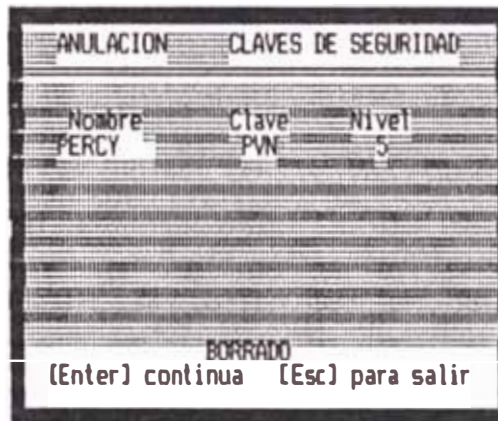 ANULACION CLAVES DE SEGURIDAD
Nombre Clave Nivel
PERCY PVN 5
BORRADO
[Enter] continua [Esc] para salir